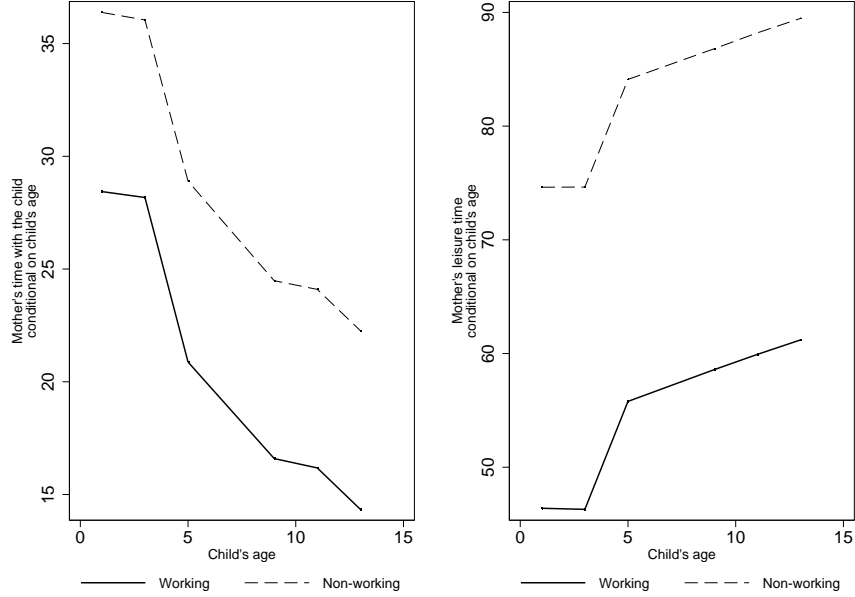 Mother's time with the child
conditional on child's age
35
30
25
20
15
0 5 10 15
Child's age
Working Non-working
Mother's leisure time
conditional on child's age
90
80
70
60
50
0 5 10 15
Child's age
Working Non-working